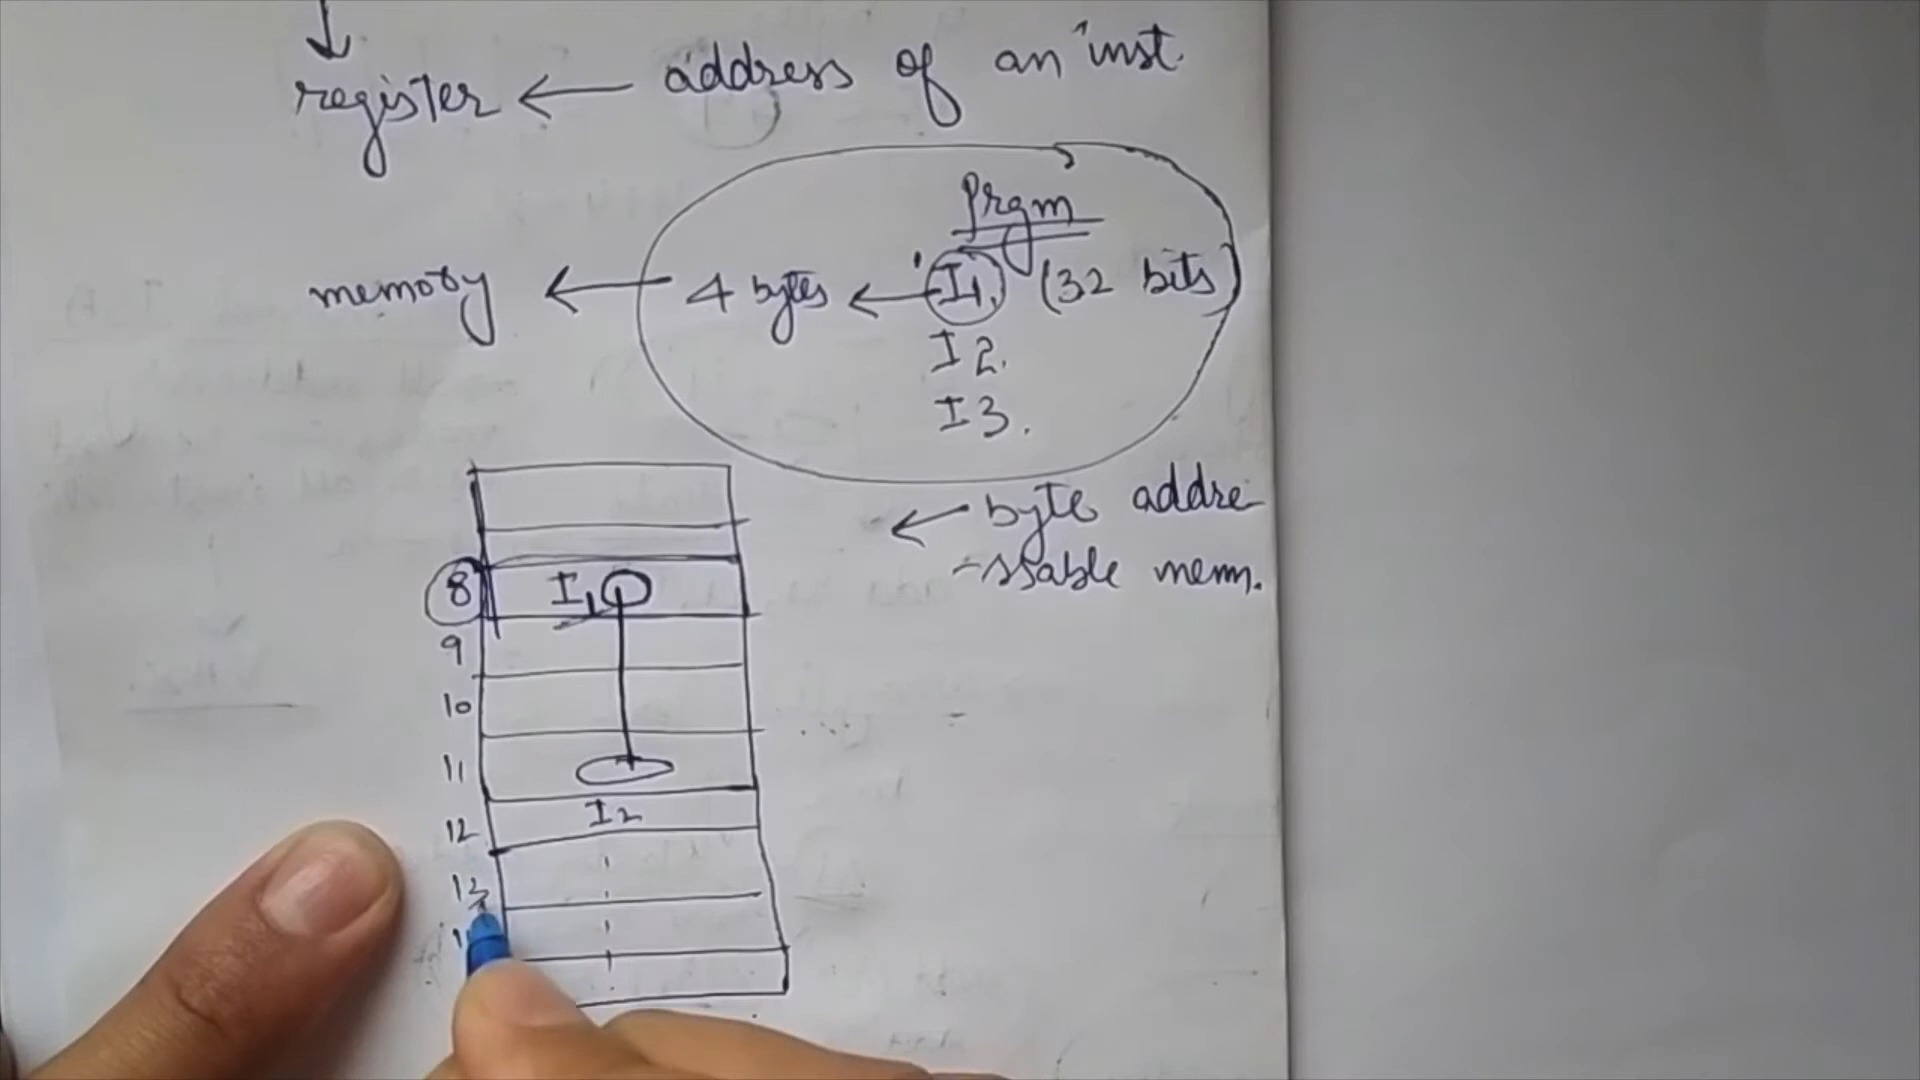 register ← address of an inst.
Prgm
memory ← 4 bytes ← I1. (32 bits)
I2.
I3.
← byte addre
-ssable mem.
8 I1
9
10
11
12 I2
13